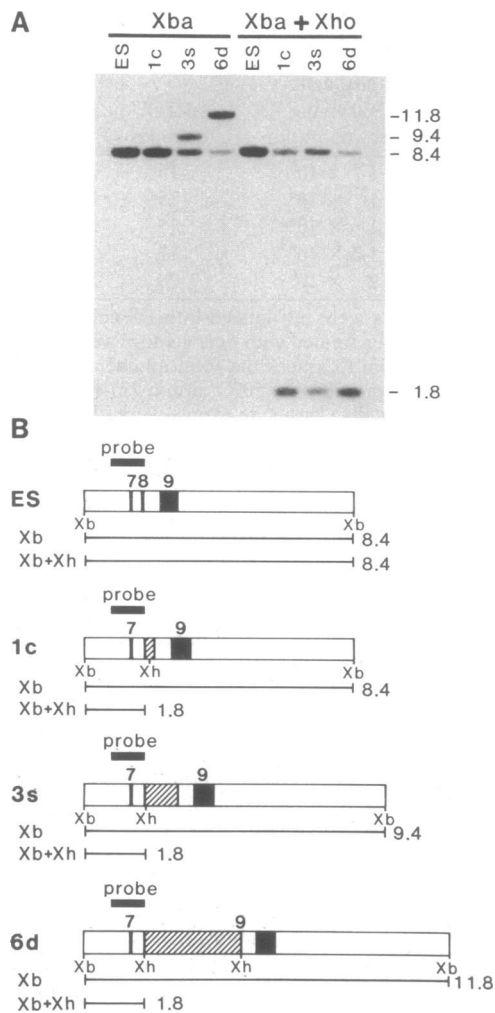 A
Xba Xba + Xho
ES 1c 3s 6d ES 1c 3s 6d
-11.8
- 9.4
- 8.4
- 1.8
B
probe
ES 78 9
Xb Xb
Xb 8.4
Xb+Xh 8.4
probe
7 9
1c
Xb Xh Xb
Xb 8.4
Xb+Xh 1.8
probe
7 9
3s
Xb Xh Xb
Xb 9.4
Xb+Xh 1.8
probe
7 9
6d
Xb Xh Xh Xb
Xb 11.8
Xb+Xh 1.8